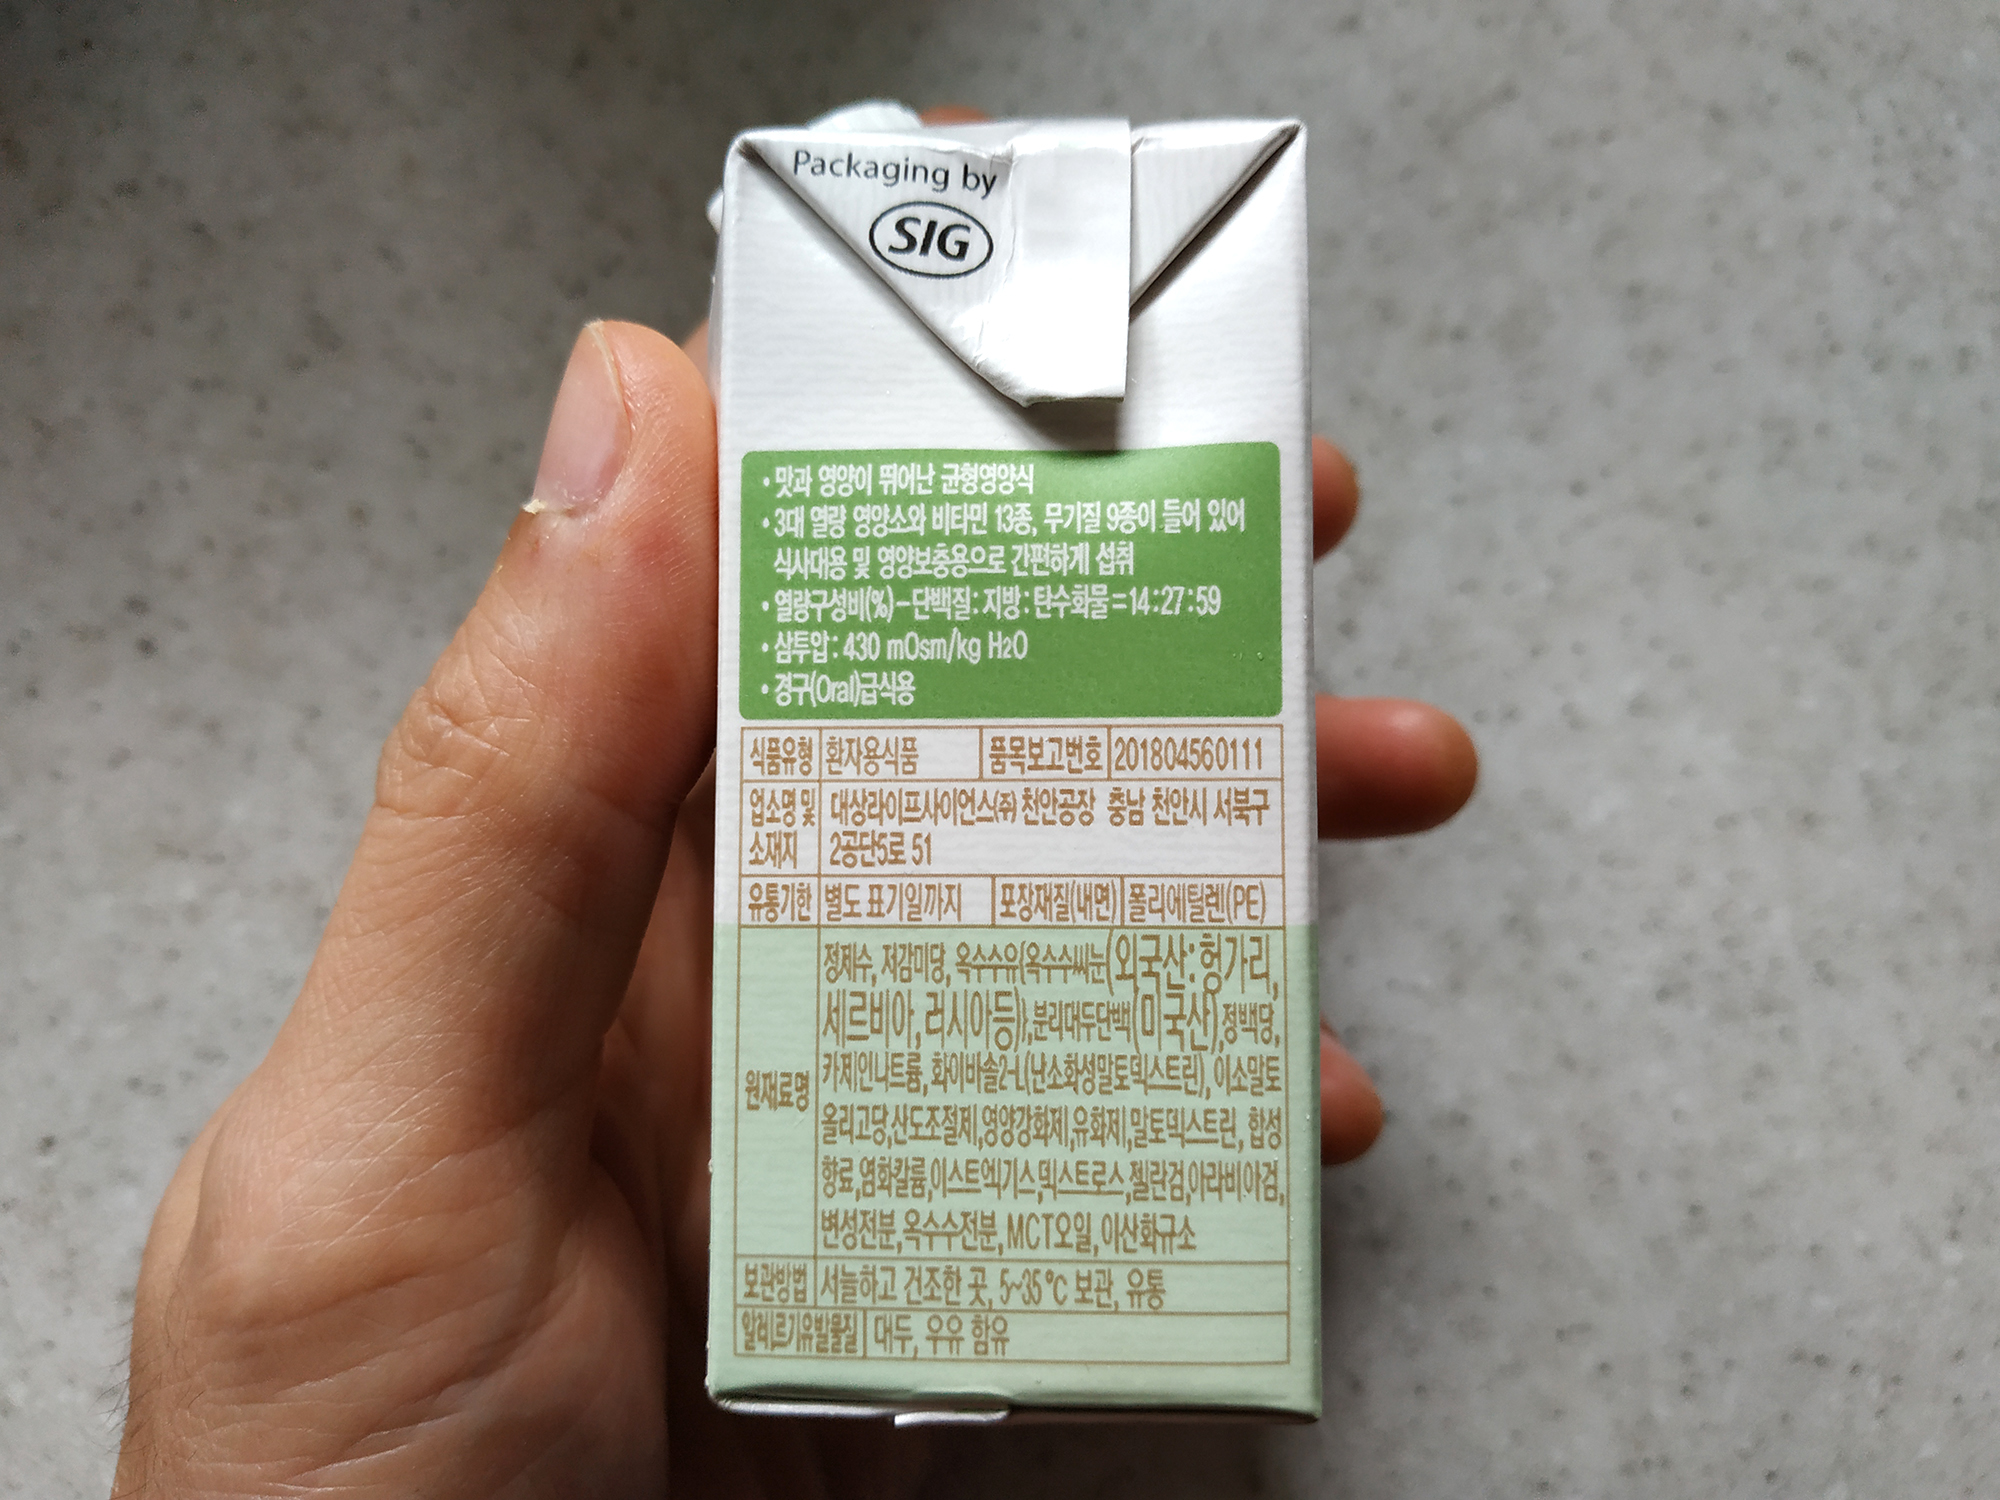 Packaging by
SIG
• 맛과 영양이 뛰어난 균형영양식
• 3대 열량 영양소와 비타민 13종, 무기질 9종이 들어 있어
식사대용 및 영양보충용으로 간편하게 섭취
• 열량구성비(%)-단백질:지방:탄수화물=14:27:59
• 삼투압:430 mOsm/kg H2O
• 경구(Oral)급식용
식품유형 환자용식품 품목보고번호 201804560111
업소명 및 대상라이프사이언스(주) 천안공장 충남 천안시 서북구
소재지 2공단5로 51
유통기한 별도 표기일까지 포장재질(내면) 폴리에틸렌(PE)
정제수, 저감미당, 옥수수유{옥수수씨눈(외국산:헝가리,
세르비아,러시아등)},분리대두단백(미국산),정백당,
카제인나트륨, 화이바솔2-L(난소화성말토덱스트린), 이소말토
원재료명
올리고당,산도조절제,영양강화제,유화제,말토덱스트린, 합성
향료,염화칼륨,이스트엑기스,덱스트로스,젤란검,아라비아검,
변성전분,옥수수전분,MCT오일,이산화규소
보관방법 서늘하고 건조한 곳, 5~35℃ 보관, 유통
알레르기유발물질 대두, 우유 함유